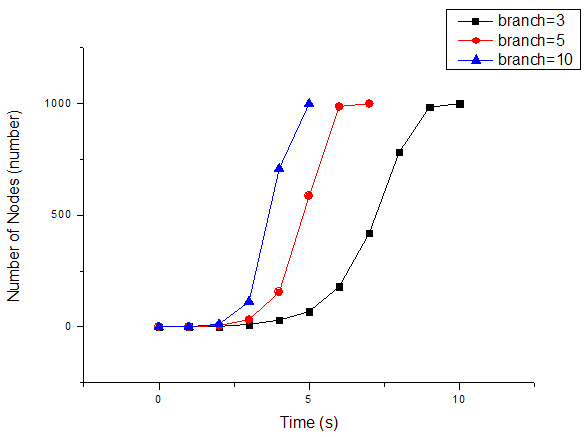 branch=3
branch=5
branch=10
1000
500
0
Number of Nodes (number)
0 5 10
Time (s)